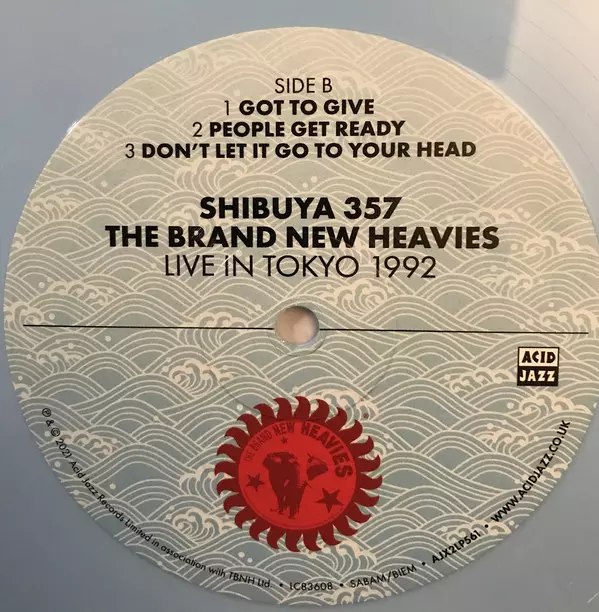 SIDE B
1 GOT TO GIVE
2 PEOPLE GET READY
3 DON'T LET IT GO TO YOUR HEAD
SHIBUYA 357
THE BRAND NEW HEAVIES
LIVE iN TOKYO 1992
ACID
JAZZ
THE BRAND NEW HEAVIES
℗ & © 2021 Acid Jazz Records Limited in association with TBNH Ltd. • LC83608 • SABAM/BIEM • AJX2LP561 • WWW.ACIDJAZZ.CO.UK